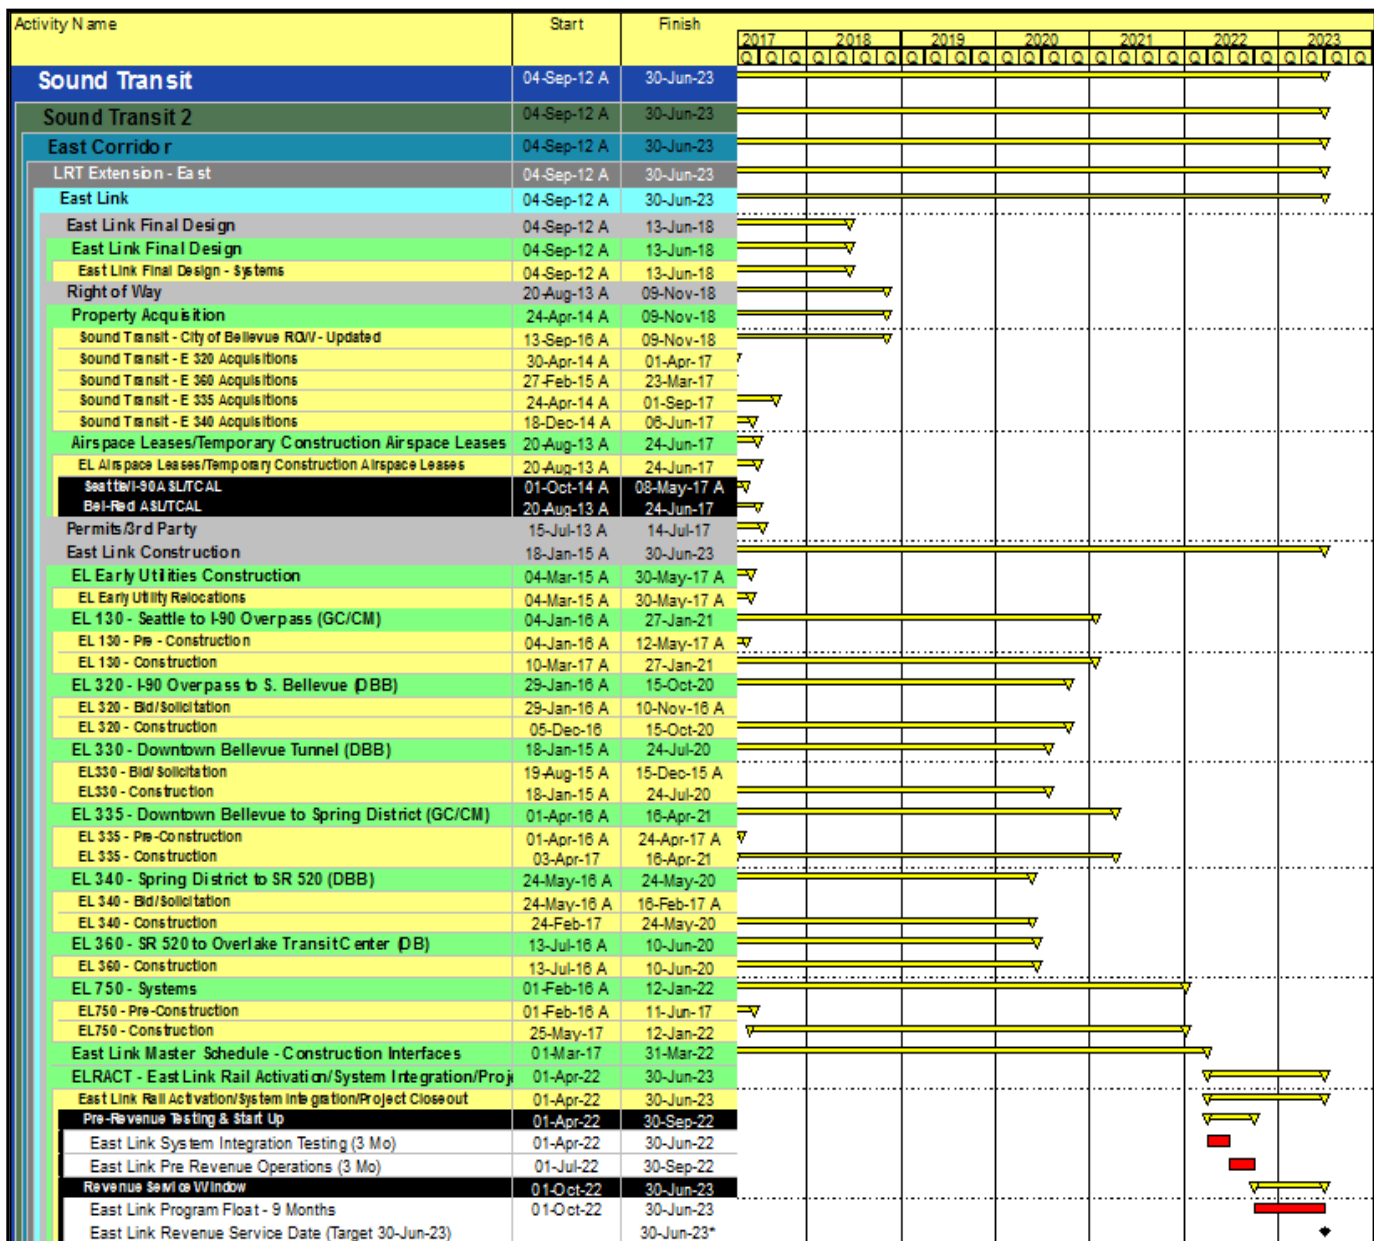 Activity Name Start Finish
2017 2018 2019 2020 2021 2022 2023
Q Q Q Q Q Q Q Q Q Q Q Q Q Q Q Q Q Q Q Q Q Q Q Q Q Q Q
Sound Transit 04-Sep-12 A 30-Jun-23
Sound Transit 2 04-Sep-12 A 30-Jun-23
East Corridor 04-Sep-12 A 30-Jun-23
LRT Extension - East 04-Sep-12 A 30-Jun-23
East Link 04-Sep-12 A 30-Jun-23
East Link Final Design 04-Sep-12 A 13-Jun-18
East Link Final Design 04-Sep-12 A 13-Jun-18
East Link Final Design - Systems 04-Sep-12 A 13-Jun-18
Right of Way 20-Aug-13 A 09-Nov-18
Property Acquisition 24-Apr-14 A 09-Nov-18
Sound Transit - City of Bellevue ROW - Updated 13-Sep-16 A 09-Nov-18
Sound Transit - E 320 Acquisitions 30-Apr-14 A 01-Apr-17
Sound Transit - E 360 Acquisitions 27-Feb-15 A 23-Mar-17
Sound Transit - E 335 Acquisitions 24-Apr-14 A 01-Sep-17
Sound Transit - E 340 Acquisitions 18-Dec-14 A 06-Jun-17
Airspace Leases/Temporary Construction Airspace Leases 20-Aug-13 A 24-Jun-17
EL Airspace Leases/Temporary Construction Airspace Leases 20-Aug-13 A 24-Jun-17
Seattle/I-90 ASL/TCAL 01-Oct-14 A 08-May-17 A
Bel-Red ASL/TCAL 20-Aug-13 A 24-Jun-17
Permits/3rd Party 15-Jul-13 A 14-Jul-17
East Link Construction 18-Jan-15 A 30-Jun-23
EL Early Utilities Construction 04-Mar-15 A 30-May-17 A
EL Early Utility Relocations 04-Mar-15 A 30-May-17 A
EL 130 - Seattle to I-90 Overpass (GC/CM) 04-Jan-16 A 27-Jan-21
EL 130 - Pre - Construction 04-Jan-16 A 12-May-17 A
EL 130 - Construction 10-Mar-17 A 27-Jan-21
EL 320 - I-90 Overpass to S. Bellevue (DBB) 29-Jan-16 A 15-Oct-20
EL 320 - Bid/Solicitation 29-Jan-16 A 10-Nov-16 A
EL 320 - Construction 05-Dec-16 15-Oct-20
EL 330 - Downtown Bellevue Tunnel (DBB) 18-Jan-15 A 24-Jul-20
EL330 - Bid/Solicitation 19-Aug-15 A 15-Dec-15 A
EL330 - Construction 18-Jan-15 A 24-Jul-20
EL 335 - Downtown Bellevue to Spring District (GC/CM) 01-Apr-16 A 16-Apr-21
EL 335 - Pre-Construction 01-Apr-16 A 24-Apr-17 A
EL 335 - Construction 03-Apr-17 16-Apr-21
EL 340 - Spring District to SR 520 (DBB) 24-May-16 A 24-May-20
EL 340 - Bid/Solicitation 24-May-16 A 16-Feb-17 A
EL 340 - Construction 24-Feb-17 24-May-20
EL 360 - SR 520 to Overlake Transit Center (DB) 13-Jul-16 A 10-Jun-20
EL 360 - Construction 13-Jul-16 A 10-Jun-20
EL 750 - Systems 01-Feb-16 A 12-Jan-22
EL750 - Pre-Construction 01-Feb-16 A 11-Jun-17
EL750 - Construction 25-May-17 12-Jan-22
East Link Master Schedule - Construction Interfaces 01-Mar-17 31-Mar-22
ELRACT - East Link Rail Activation/System Integration/Proj 01-Apr-22 30-Jun-23
East Link Rail Activation/System Integration/Project Closeout 01-Apr-22 30-Jun-23
Pre-Revenue Testing & Start Up 01-Apr-22 30-Sep-22
East Link System Integration Testing (3 Mo) 01-Apr-22 30-Jun-22
East Link Pre Revenue Operations (3 Mo) 01-Jul-22 30-Sep-22
Revenue Service Window 01-Oct-22 30-Jun-23
East Link Program Float - 9 Months 01-Oct-22 30-Jun-23
East Link Revenue Service Date (Target 30-Jun-23) 30-Jun-23*